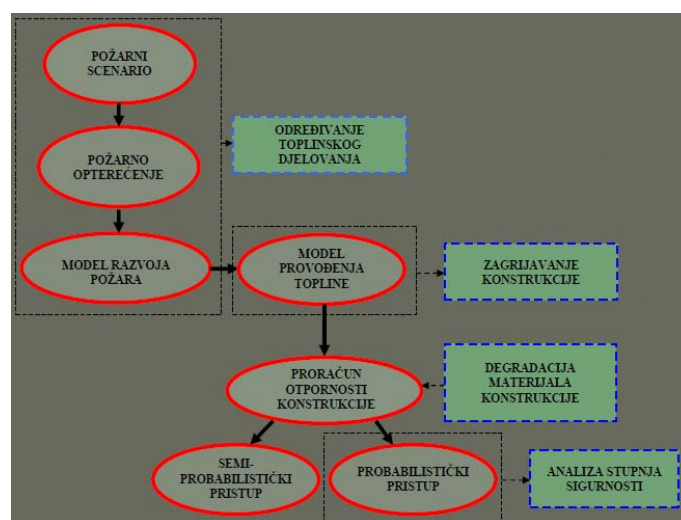 POŽARNI
SCENARIO
POŽARNO
OPTEREĆENJE
ODREĐIVANJE
TOPLINSKOG
DJELOVANJA
MODEL RAZVOJA
POŽARA
MODEL
PROVOĐENJA
TOPLINE
ZAGRIJAVANJE
KONSTRUKCIJE
PRORAČUN
OTPORNOSTI
KONSTRUKCIJE
DEGRADACIJA
MATERIJALA
KONSTRUKCIJE
SEMI-
PROBABILISTIČKI
PRISTUP
PROBABILISTIČKI
PRISTUP
ANALIZA STUPNJA
SIGURNOSTI